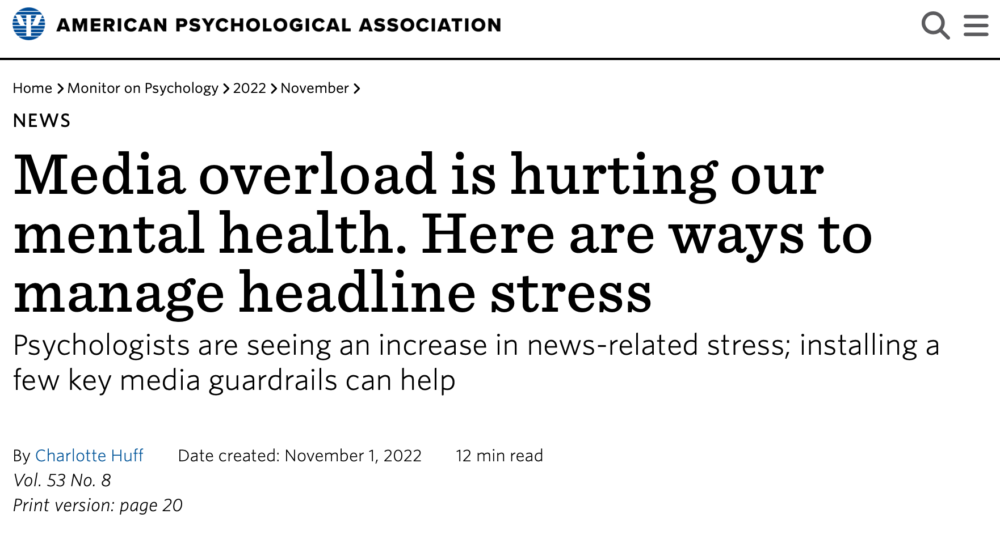 AMERICAN PSYCHOLOGICAL ASSOCIATION
Home > Monitor on Psychology > 2022 > November >
NEWS
Media overload is hurting our
mental health. Here are ways to
manage headline stress
Psychologists are seeing an increase in news-related stress; installing a
few key media guardrails can help
By Charlotte Huff Date created: November 1, 2022 12 min read
Vol. 53 No. 8
Print version: page 20